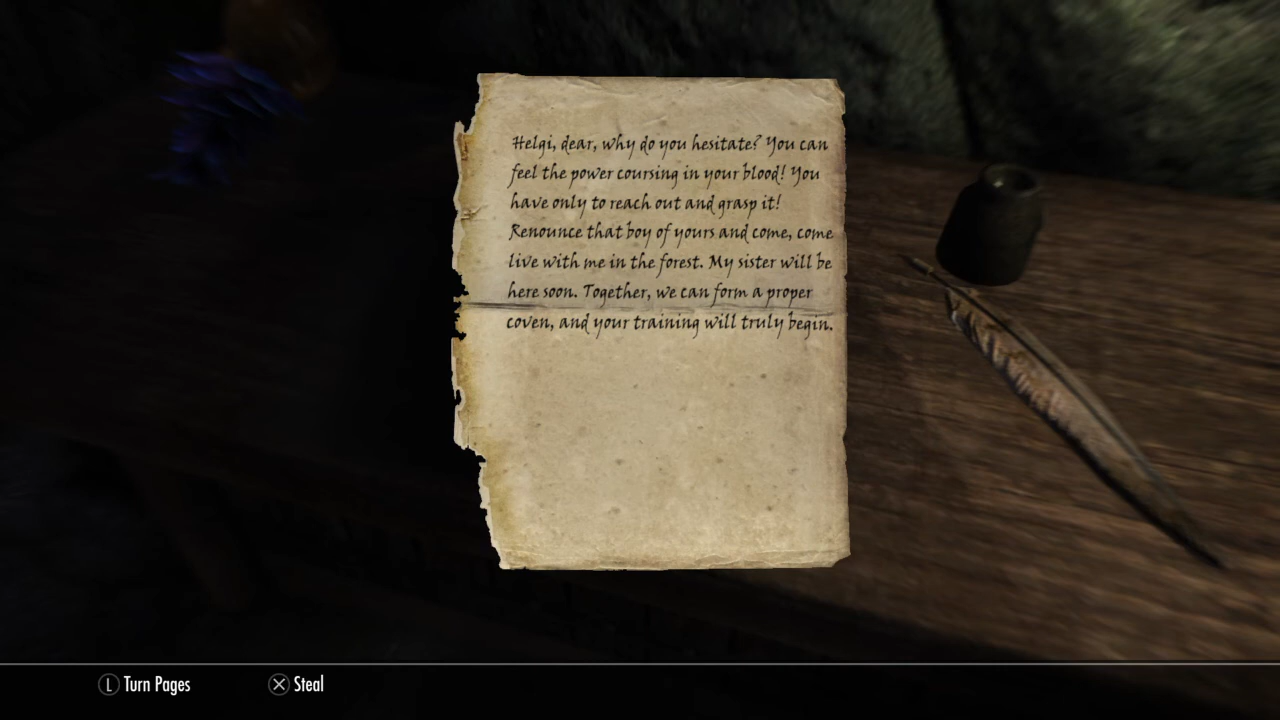 Helgi, dear, why do you hesitate? You can
feel the power coursing in your blood! You
have only to reach out and grasp it!
Renounce that boy of yours and come, come
live with me in the forest. My sister will be
here soon. Together, we can form a proper
coven, and your training will truly begin.
L Turn Pages
X Steal